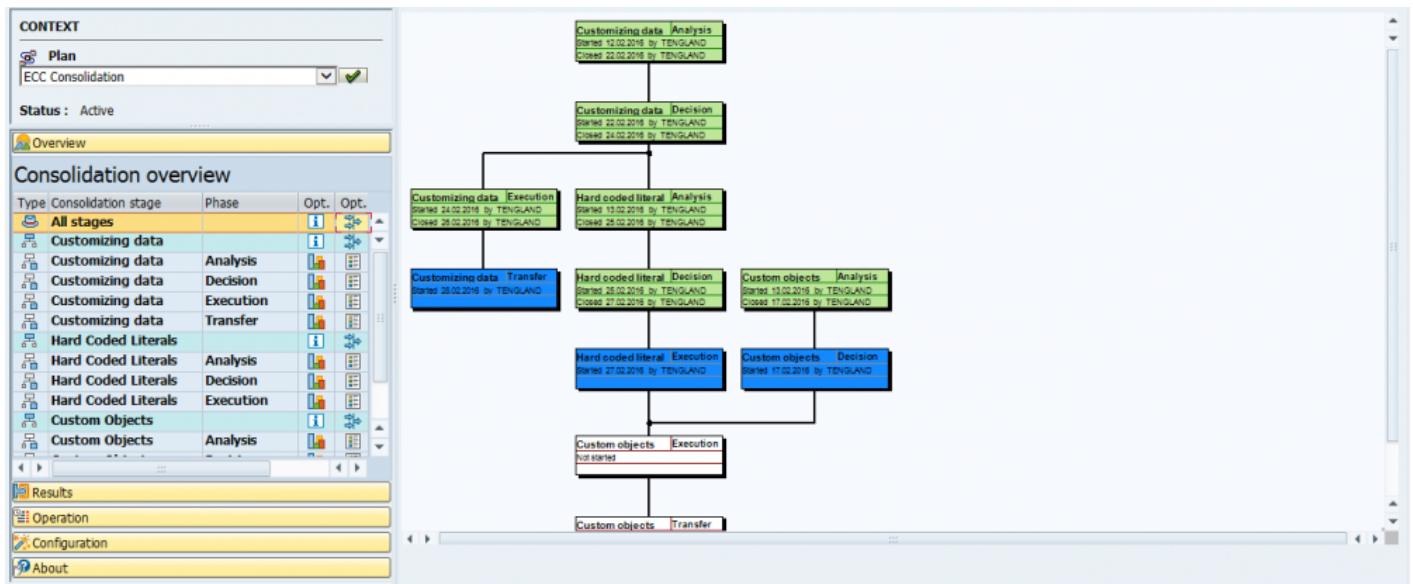 CONTEXT
Plan
ECC Consolidation
Status : Active
Overview
Consolidation overview
Type Consolidation stage Phase Opt. Opt.
All stages
Customizing data
Customizing data Analysis
Customizing data Decision
Customizing data Execution
Customizing data Transfer
Hard Coded Literals
Hard Coded Literals Analysis
Hard Coded Literals Decision
Hard Coded Literals Execution
Custom Objects
Custom Objects Analysis
Results
Operation
Configuration
About
Customizing data Analysis
Started 12.02.2016 by TENGLAND
Closed 22.02.2016 by TENGLAND
Customizing data Decision
Started 22.02.2016 by TENGLAND
Closed 24.02.2016 by TENGLAND
Customizing data Execution
Started 24.02.2016 by TENGLAND
Closed 26.02.2016 by TENGLAND
Hard coded literal Analysis
Started 13.02.2016 by TENGLAND
Closed 25.02.2016 by TENGLAND
Customizing data Transfer
Started 28.02.2016 by TENGLAND
Hard coded literal Decision
Started 25.02.2016 by TENGLAND
Closed 27.02.2016 by TENGLAND
Custom objects Analysis
Started 13.02.2016 by TENGLAND
Closed 17.02.2016 by TENGLAND
Hard coded literal Execution
Started 27.02.2016 by TENGLAND
Custom objects Decision
Started 17.02.2016 by TENGLAND
Custom objects Execution
Not started
Custom objects Transfer